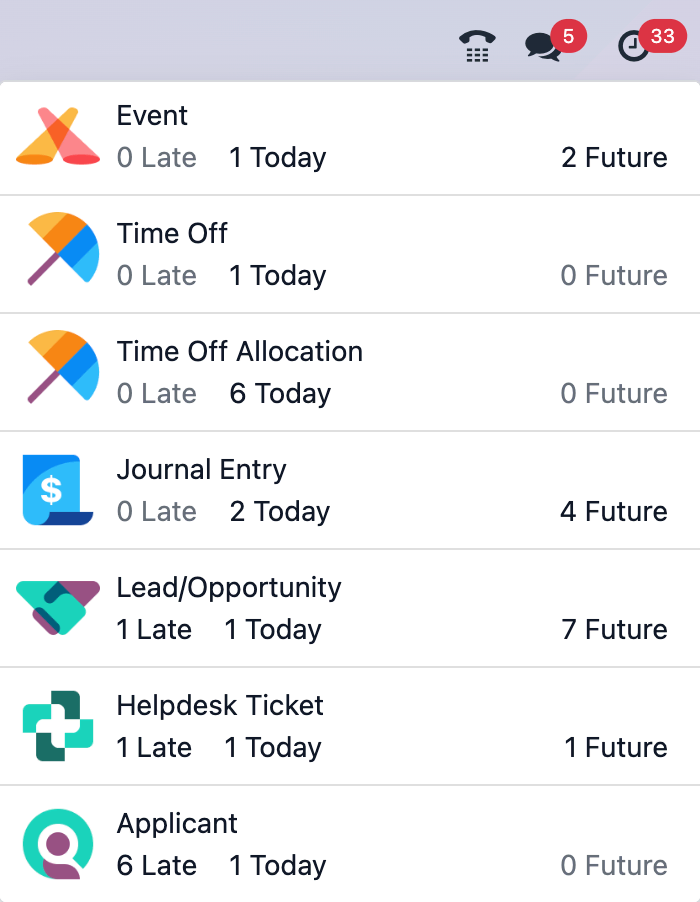 5 33
Event
0 Late 1 Today 2 Future
Time Off
0 Late 1 Today 0 Future
Time Off Allocation
0 Late 6 Today 0 Future
Journal Entry
$
0 Late 2 Today 4 Future
Lead/Opportunity
1 Late 1 Today 7 Future
Helpdesk Ticket
1 Late 1 Today 1 Future
Applicant
6 Late 1 Today 0 Future